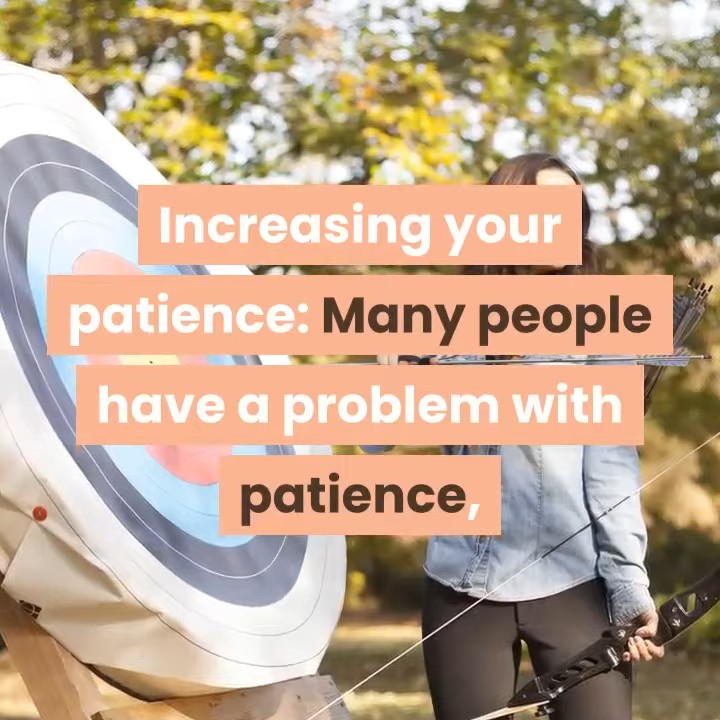 Increasing your
patience: Many people
have a problem with
patience,